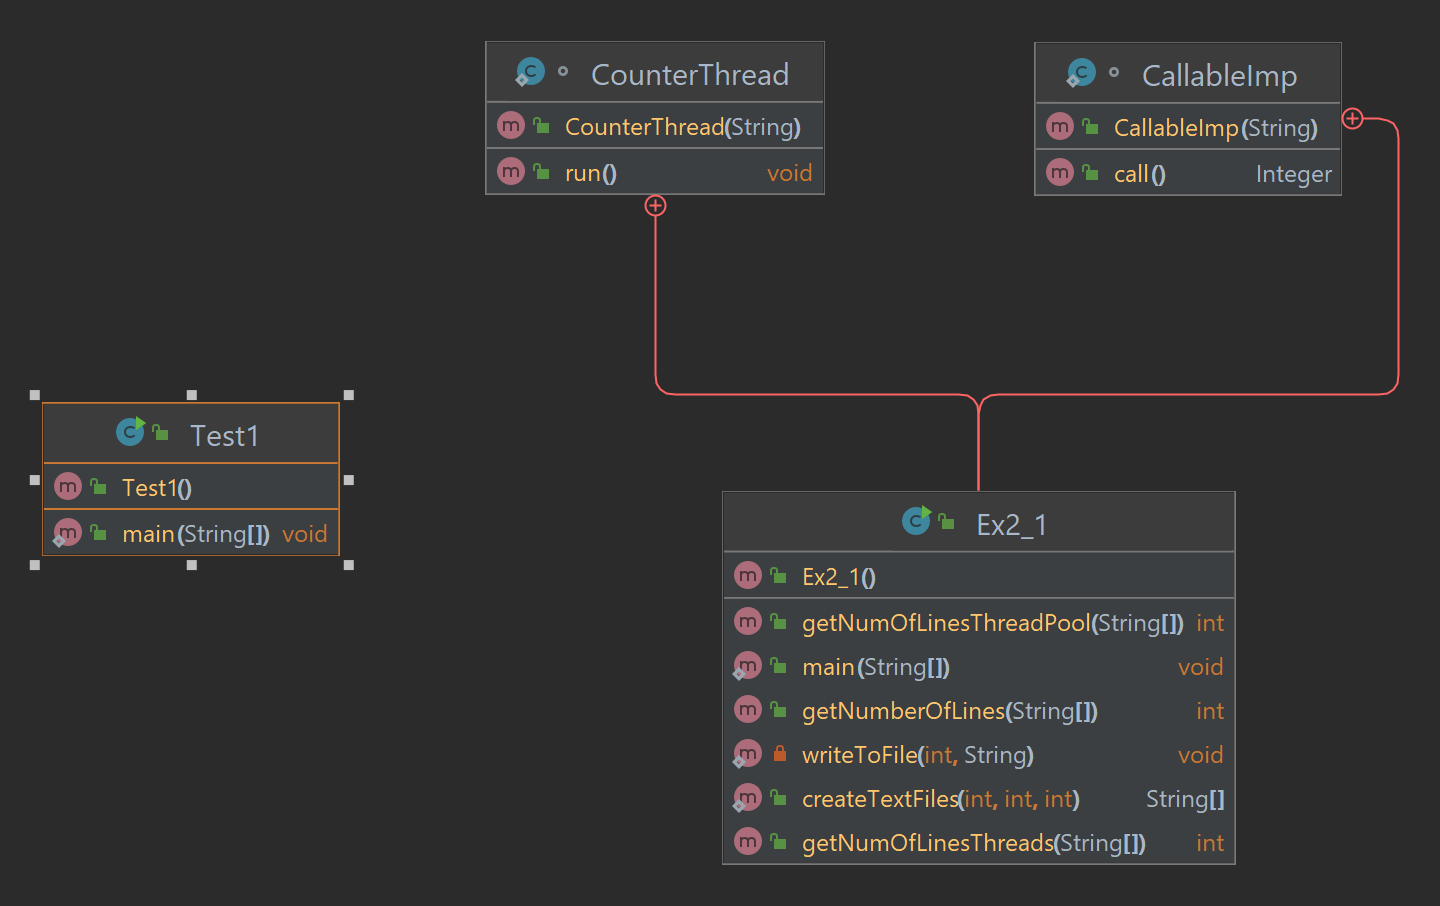 CounterThread
CounterThread(String)
run() void
CallableImp
CallableImp(String)
call() Integer
Test1
Test1()
main(String[]) void
Ex2_1
Ex2_1()
getNumOfLinesThreadPool(String[]) int
main(String[]) void
getNumberOfLines(String[]) int
writeToFile(int, String) void
createTextFiles(int, int, int) String[]
getNumOfLinesThreads(String[]) int